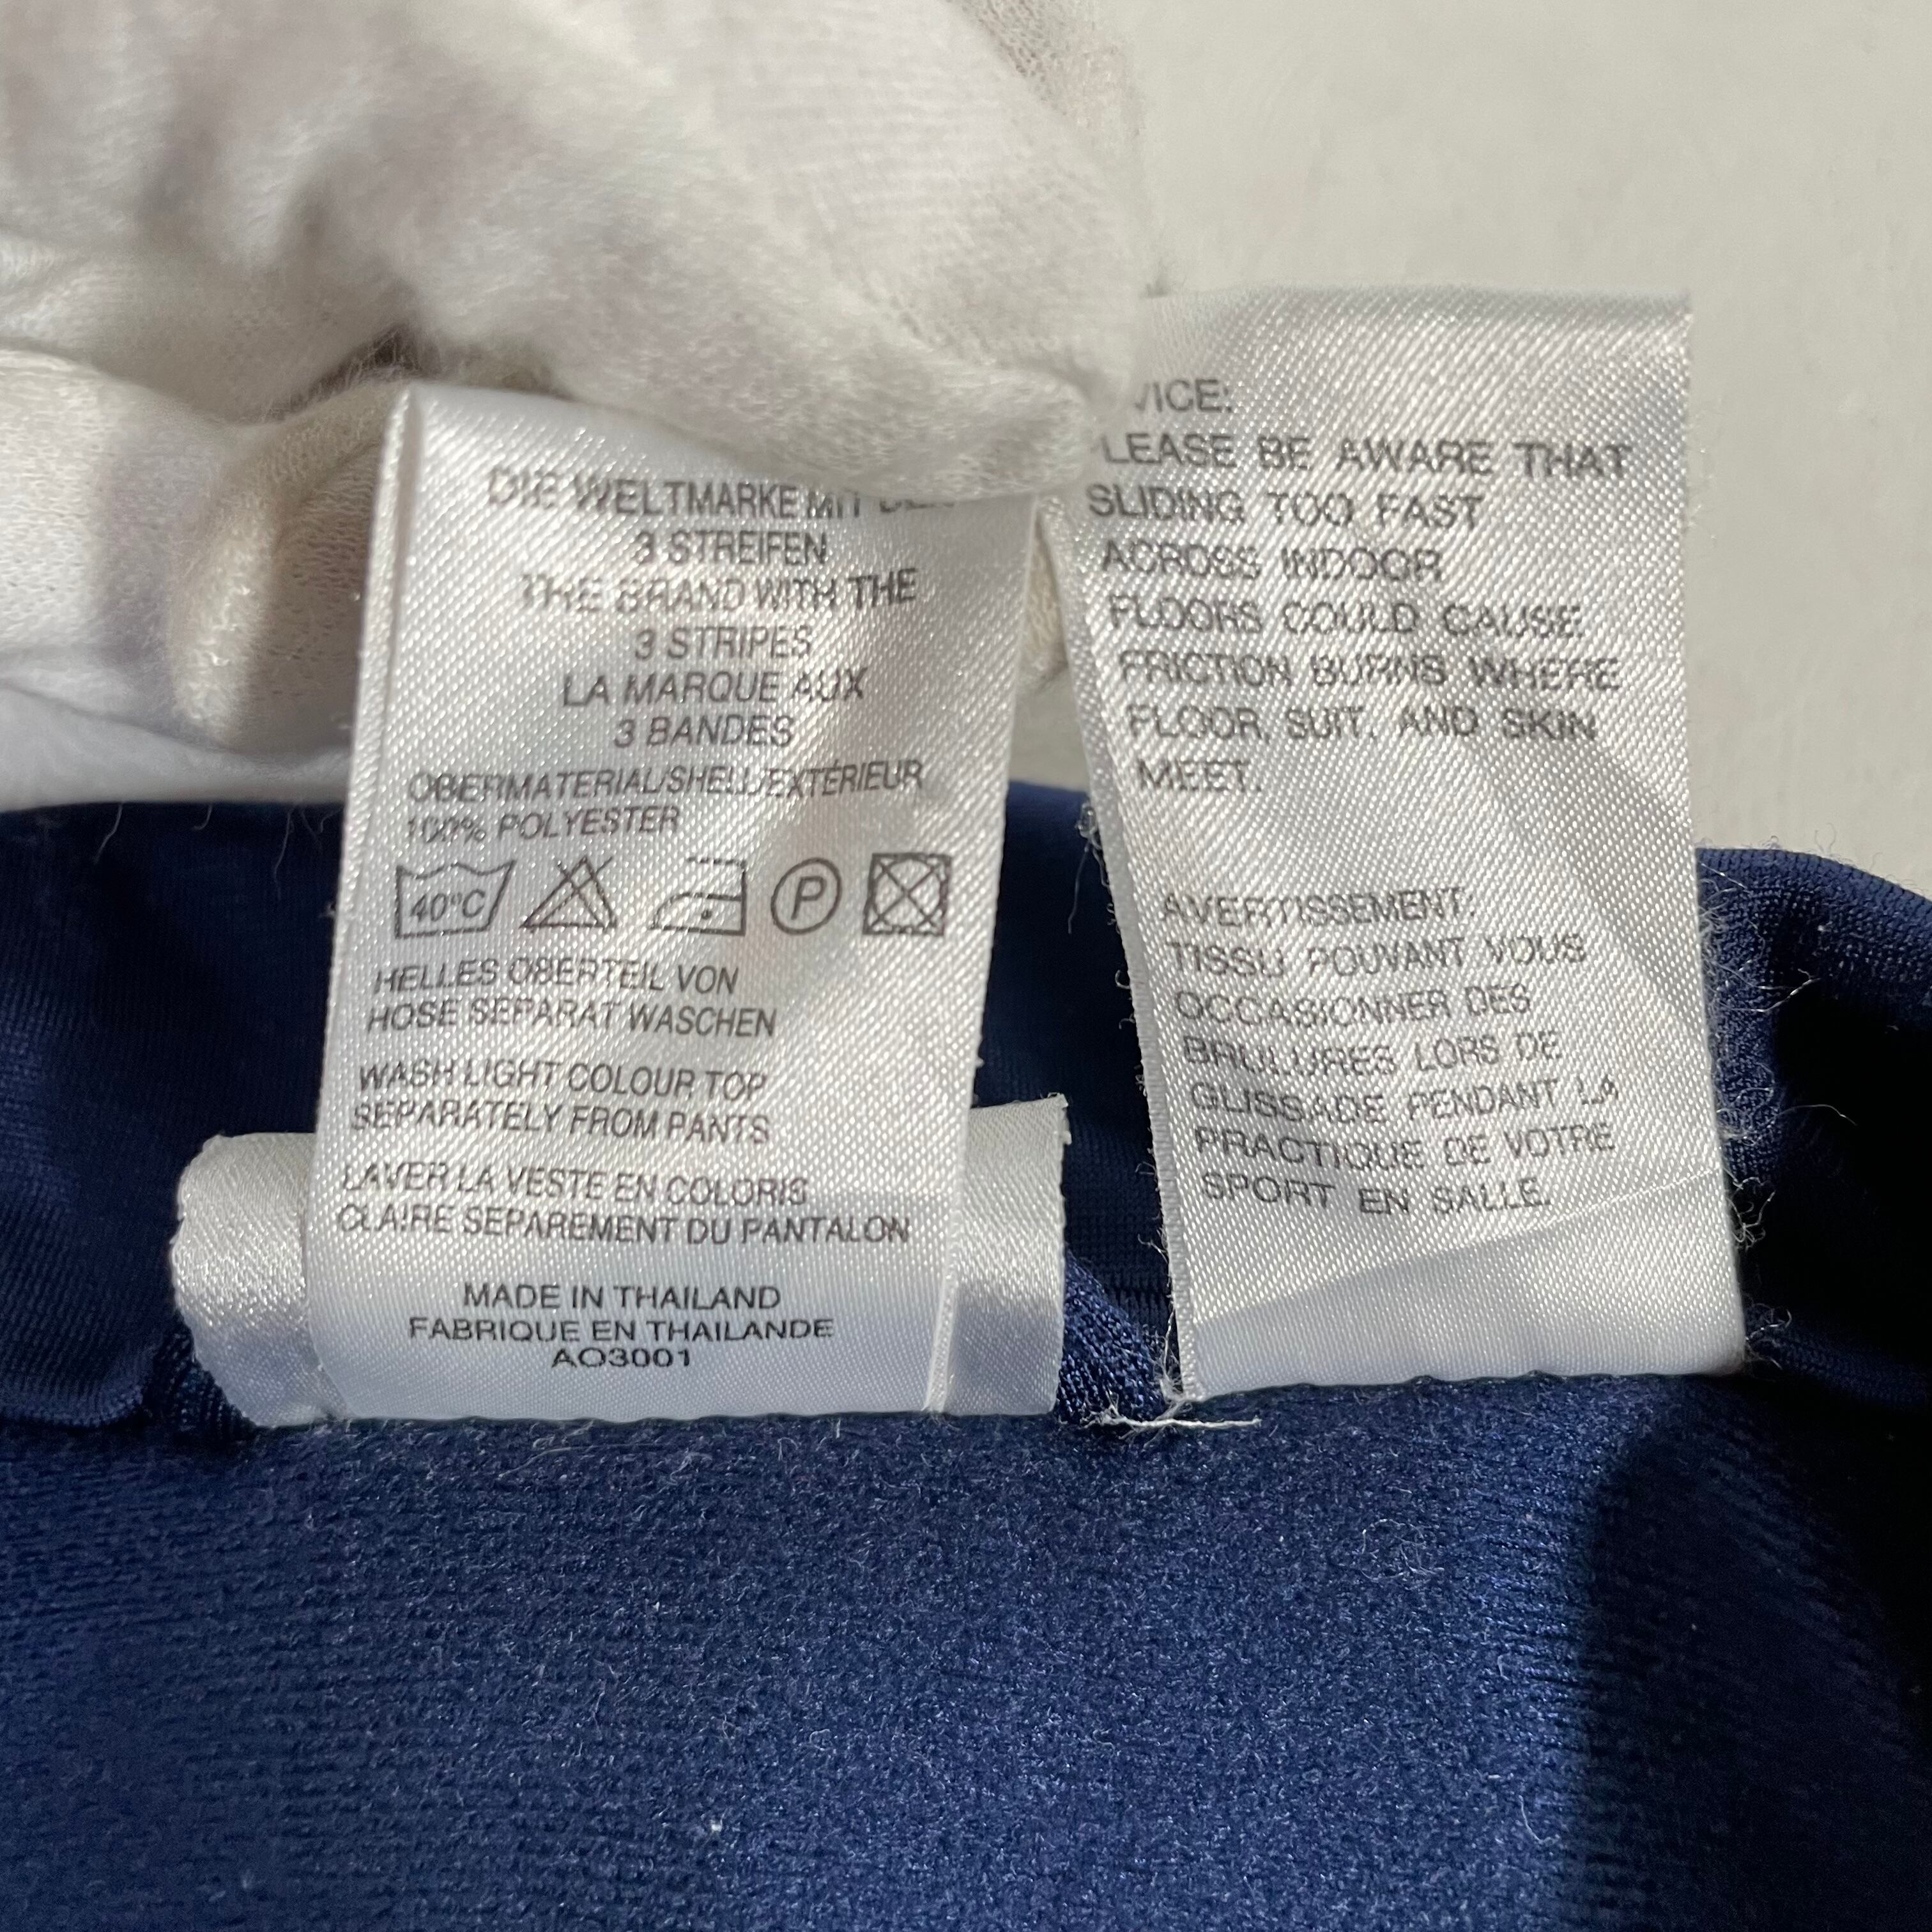 DIE WELTMARKE MIT
3 STREIFEN
THE BRAND WITH THE
3 STRIPES
LA MARQUE AUX
3 BANDES
OBERMATERIAL/SHELL/EXTÉRIEUR
100% POLYESTER
40°C P
HELLES OBERTEIL VON
HOSE SEPARAT WASCHEN
WASH LIGHT COLOUR TOP
SEPARATELY FROM PANTS
LAVER LA VESTE EN COLORIS
CLAIRE SEPAREMENT DU PANTALON
MADE IN THAILAND
FABRIQUE EN THAILANDE
AO3001
VICE:
LEASE BE AWARE THAT
SLIDING TOO FAST
ACROSS INDOOR
FLOORS COULD CAUSE
FRICTION BURNS WHERE
FLOOR, SUIT, AND SKIN
MEET.
AVERTISSEMENT:
TISSU POUVANT VOUS
OCCASIONNER DES
BRULURES LORS DE
GLISSADE PENDANT LA
PRACTIQUE DE VOTRE
SPORT EN SALLE.